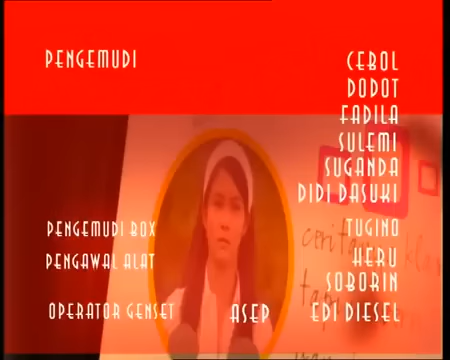 PENGEMUDI CEBOL
DODOT
FADILA
SULEMI
SUGANDA
DIDI DASUKI
PENGEMUDI BOX TUGINO
PENGAWAL ALAT HERU
SOBORIN
OPERATOR GENSET ASEP EDI DIESEL